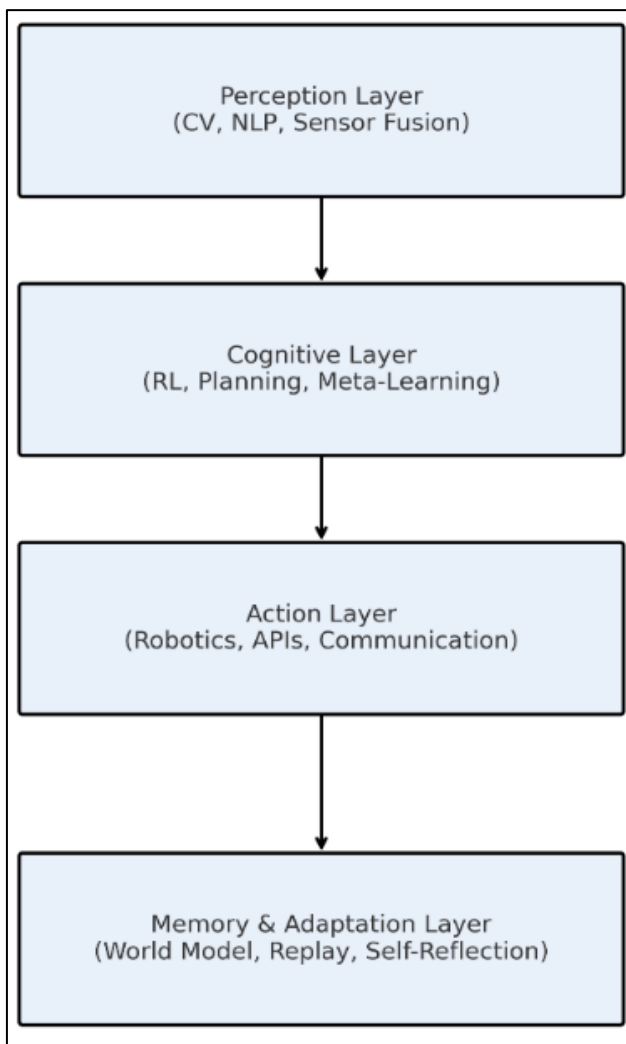 Perception Layer
(CV, NLP, Sensor Fusion)
Cognitive Layer
(RL, Planning, Meta-Learning)
Action Layer
(Robotics, APIs, Communication)
Memory & Adaptation Layer
(World Model, Replay, Self-Reflection)